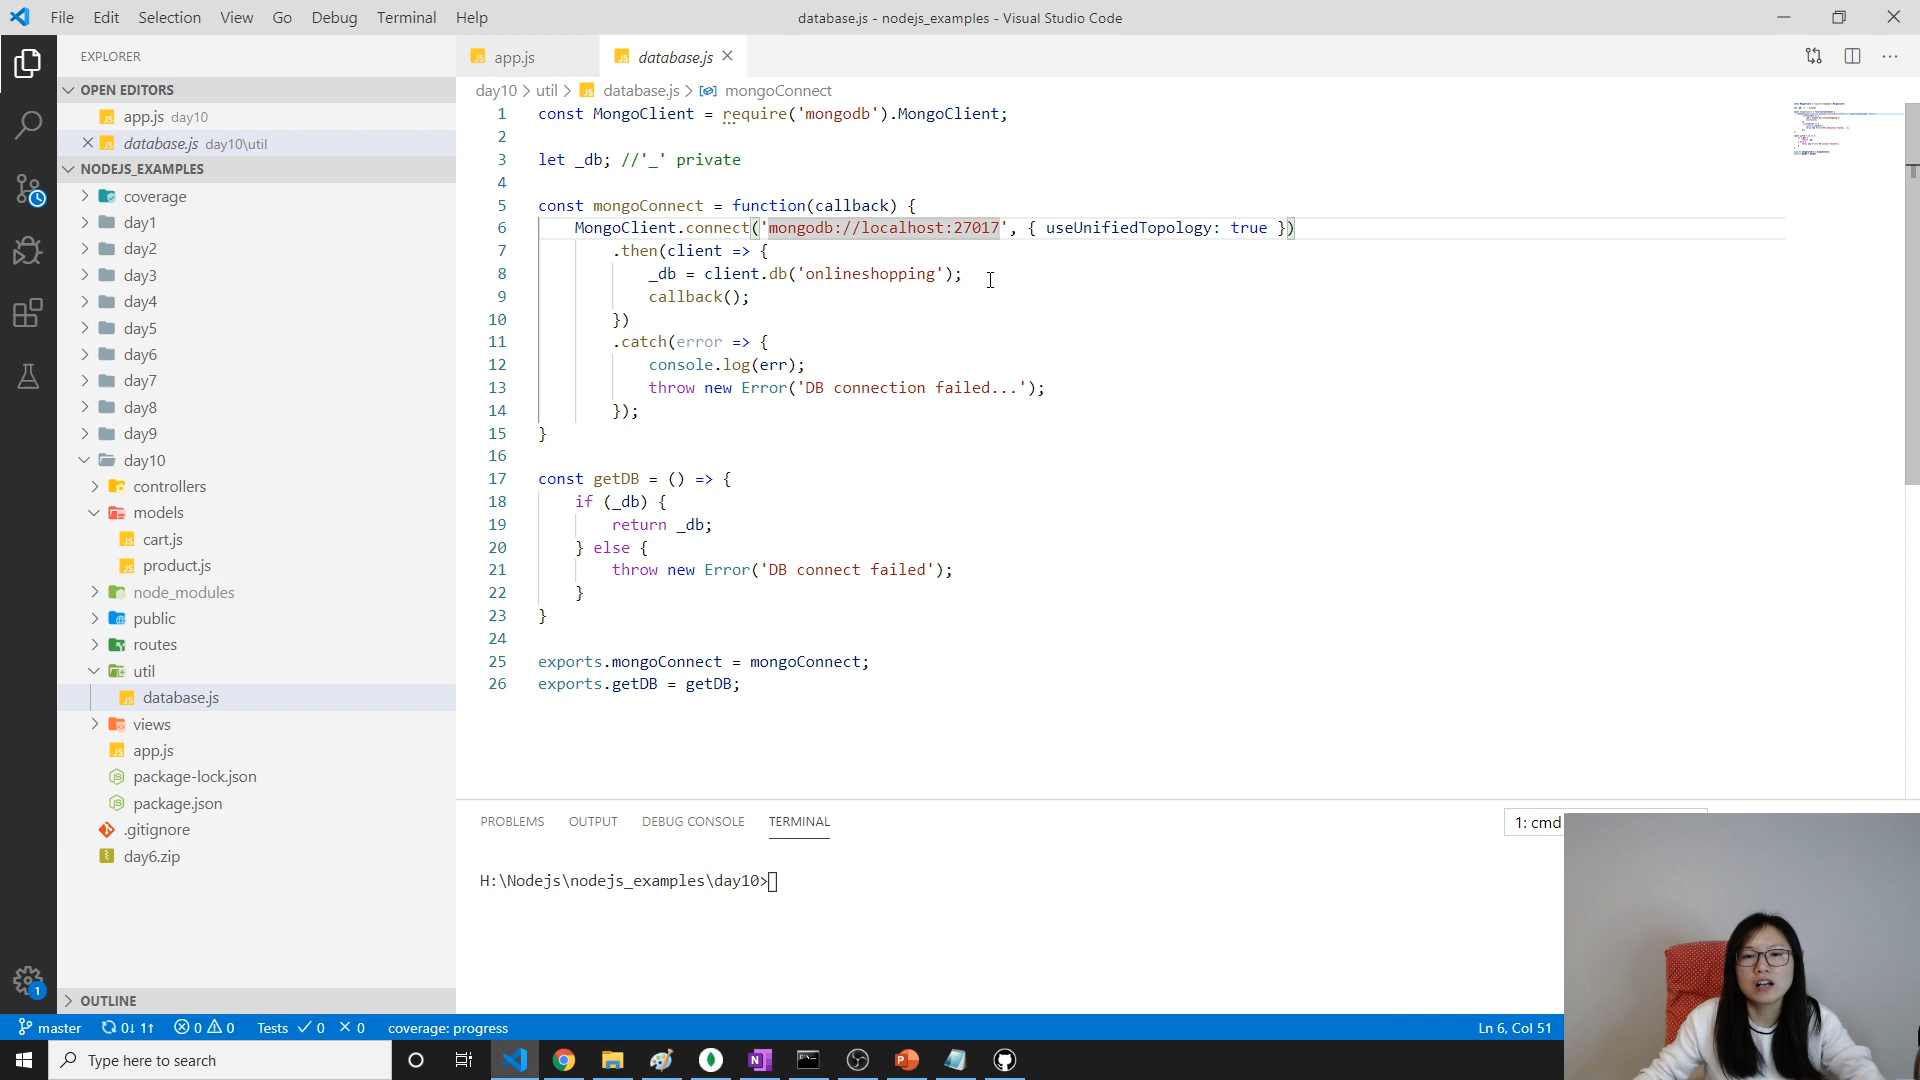 File Edit Selection View Go Debug Terminal Help
database.js - nodejs_examples - Visual Studio Code
EXPLORER
OPEN EDITORS
app.js day10
database.js day10\util
NODEJS_EXAMPLES
coverage
day1
day2
day3
day4
day5
day6
day7
day8
day9
day10
controllers
models
cart.js
product.js
node_modules
public
routes
util
database.js
views
app.js
package-lock.json
package.json
.gitignore
day6.zip
OUTLINE
app.js
database.js
day10 > util > database.js > mongoConnect
1 const MongoClient = require('mongodb').MongoClient;
2
3 let _db; //'_' private
4
5 const mongoConnect = function(callback) {
6 MongoClient.connect('mongodb://localhost:27017', { useUnifiedTopology: true })
7 .then(client => {
8 _db = client.db('onlineshopping');
9 callback();
10 })
11 .catch(error => {
12 console.log(err);
13 throw new Error('DB connection failed...');
14 });
15 }
16
17 const getDB = () => {
18 if (_db) {
19 return _db;
20 } else {
21 throw new Error('DB connect failed');
22 }
23 }
24
25 exports.mongoConnect = mongoConnect;
26 exports.getDB = getDB;
PROBLEMS OUTPUT DEBUG CONSOLE TERMINAL
1: cmd
H:\Nodejs\nodejs_examples\day10>
master 0↓ 1↑ 0 0 Tests ✓ 0 ✕ 0 coverage: progress
Ln 6, Col 51
Type here to search